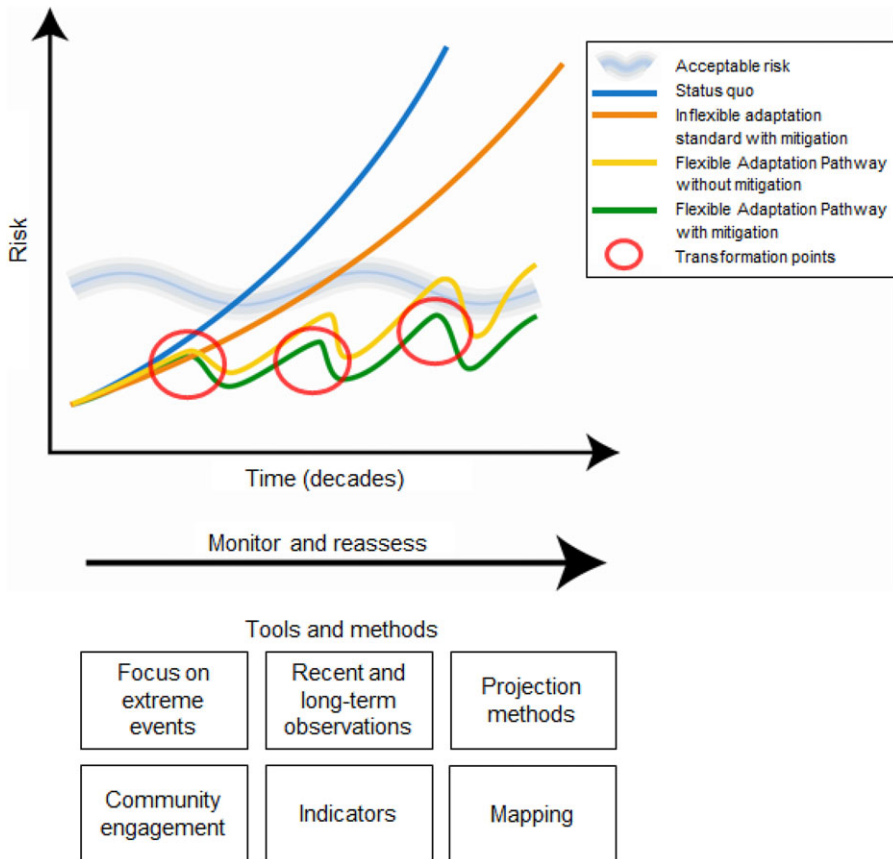 Risk
Acceptable risk
Status quo
Inflexible adaptation
standard with mitigation
Flexible Adaptation Pathway
without mitigation
Flexible Adaptation Pathway
with mitigation
Transformation points
Time (decades)
Monitor and reassess
Tools and methods
Focus on
extreme
events
Recent and
long-term
observations
Projection
methods
Community
engagement
Indicators
Mapping